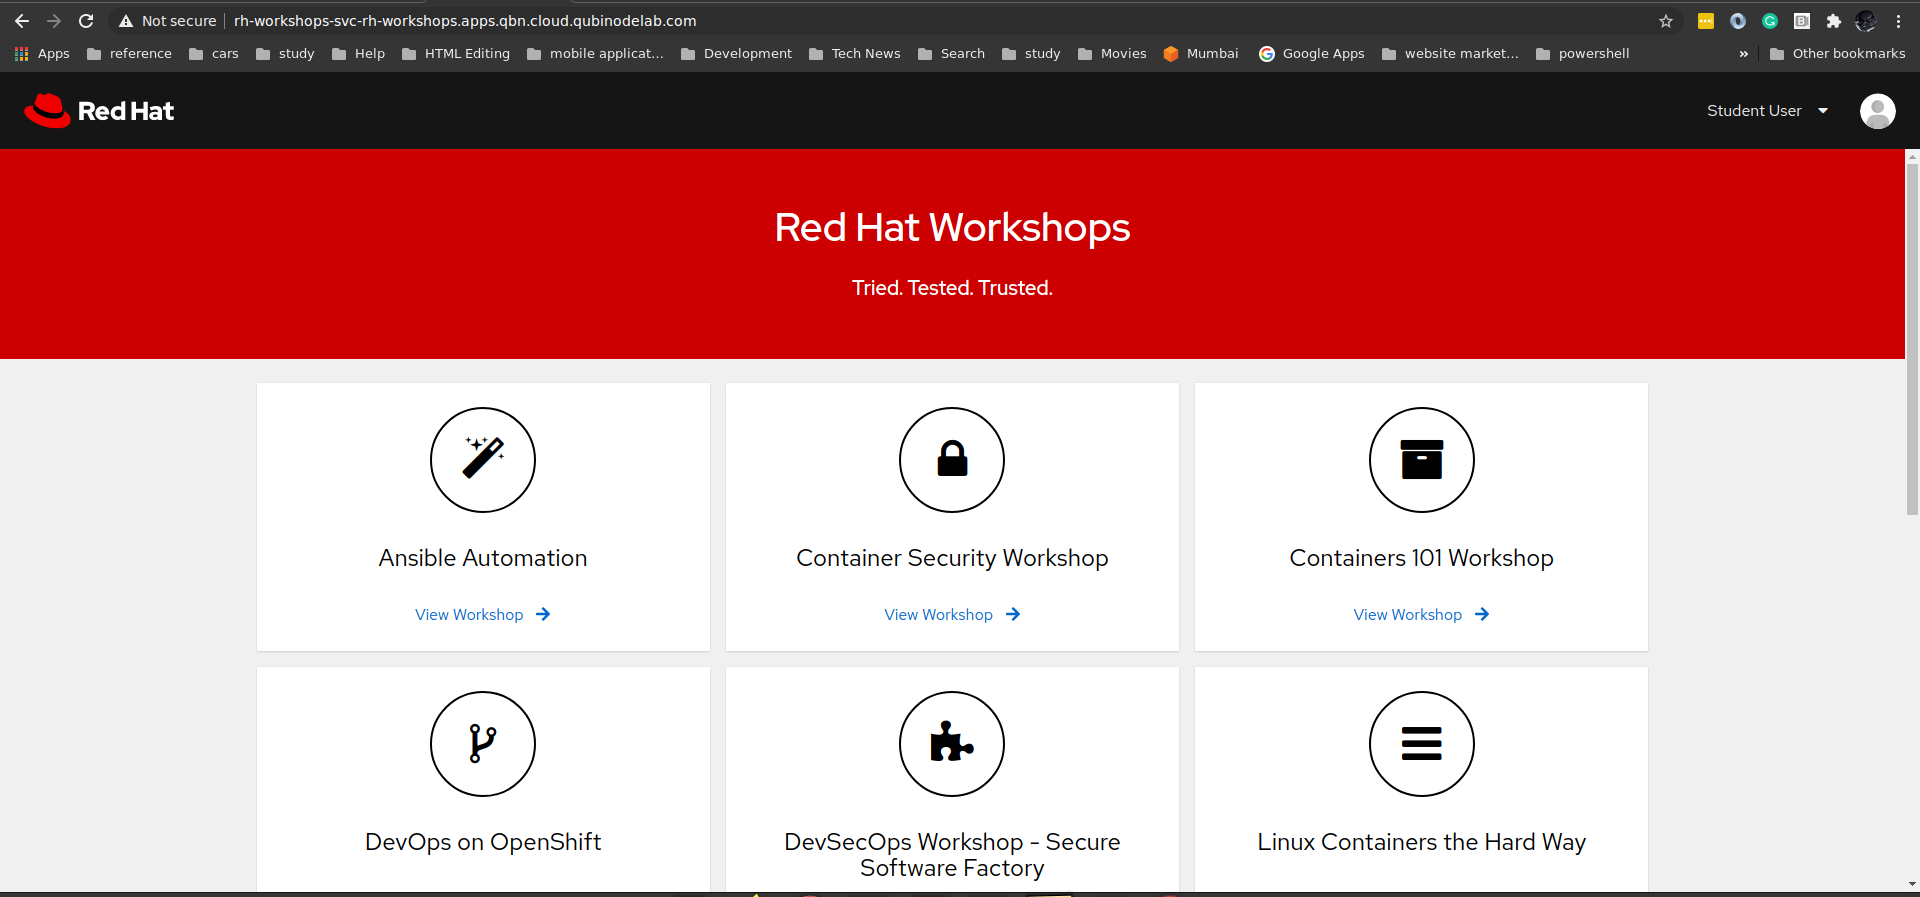 Not secure rh-workshops-svc-rh-workshops.apps.qbn.cloud.qubinodelab.com
Apps reference cars study Help HTML Editing mobile applicat... Development Tech News Search study Movies Mumbai Google Apps website market... powershell » Other bookmarks
Red Hat Student User
Red Hat Workshops
Tried. Tested. Trusted.
Ansible Automation Container Security Workshop Containers 101 Workshop
View Workshop View Workshop View Workshop
DevOps on OpenShift DevSecOps Workshop - Secure Linux Containers the Hard Way
Software Factory